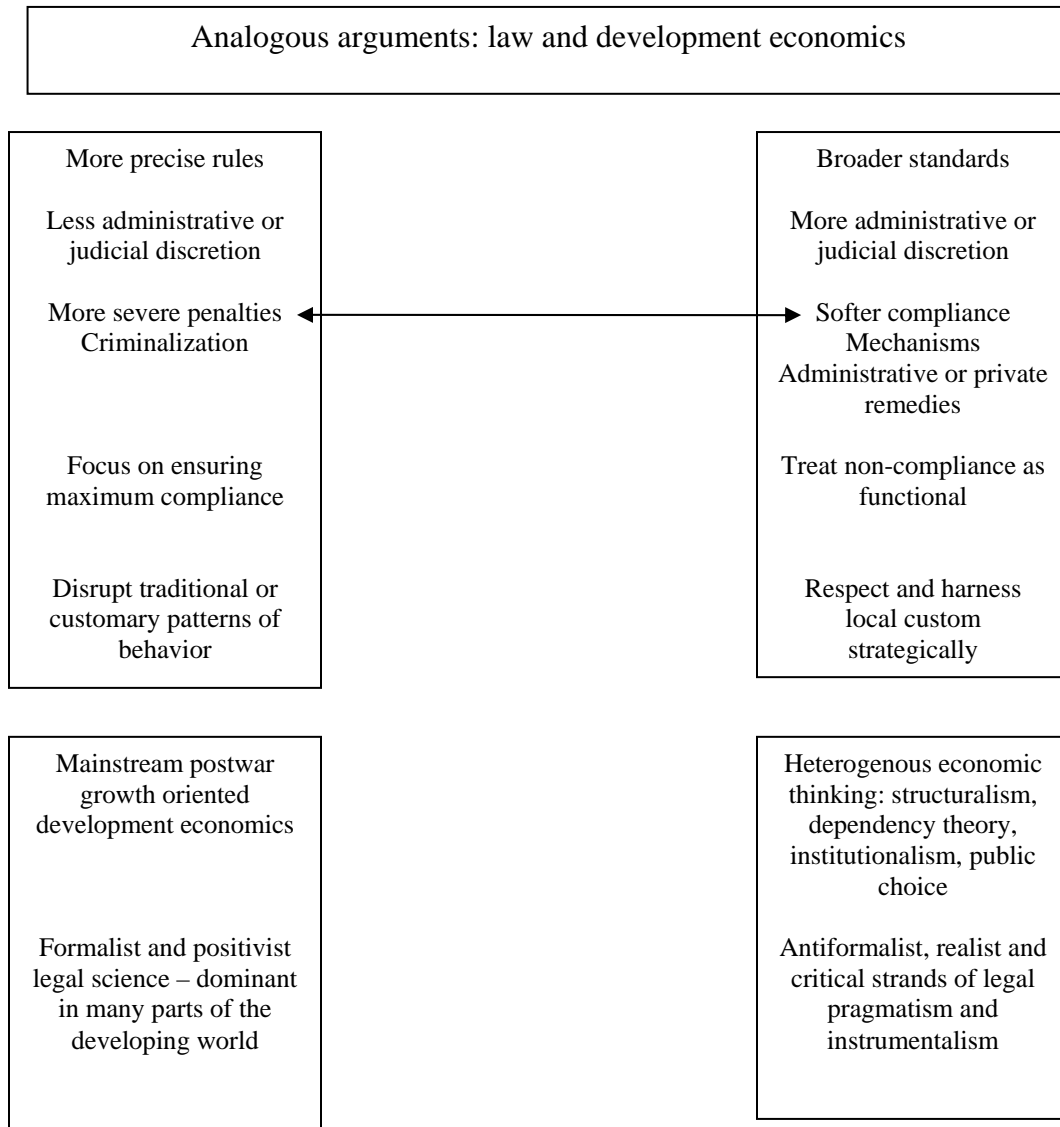 Analogous arguments: law and development economics
More precise rules
Less administrative or
judicial discretion
More severe penalties
Criminalization
Focus on ensuring
maximum compliance
Disrupt traditional or
customary patterns of
behavior
Broader standards
More administrative or
judicial discretion
Softer compliance
Mechanisms
Administrative or private
remedies
Treat non-compliance as
functional
Respect and harness
local custom
strategically
Mainstream postwar
growth oriented
development economics
Formalist and positivist
legal science – dominant
in many parts of the
developing world
Heterogenous economic
thinking: structuralism,
dependency theory,
institutionalism, public
choice
Antiformalist, realist and
critical strands of legal
pragmatism and
instrumentalism